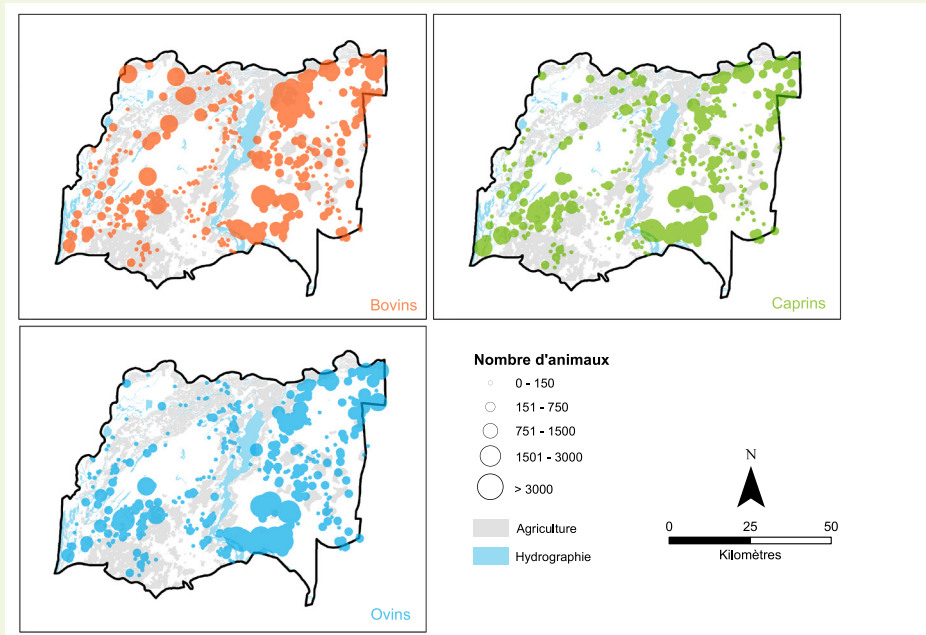 Bovins
Caprins
Ovins
Nombre d'animaux
0 - 150
151 - 750
751 - 1500
1501 - 3000
> 3000
Agriculture
Hydrographie
N
0 25 50
Kilomètres